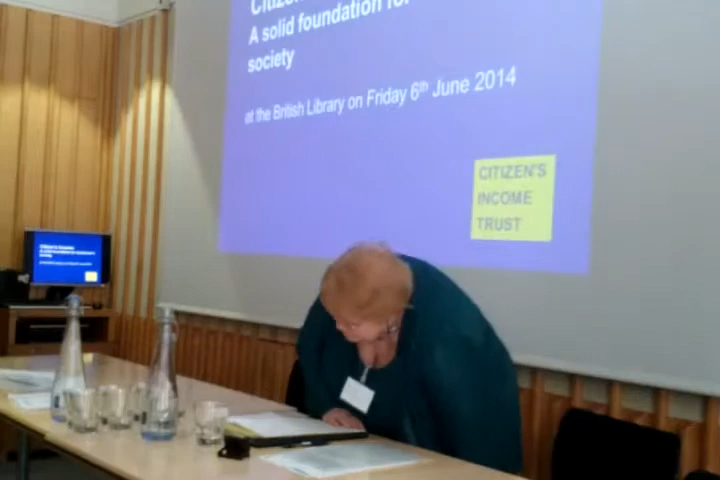 A solid foundation for
society
at the British Library on Friday 6th June 2014
CITIZEN'S
INCOME
TRUST